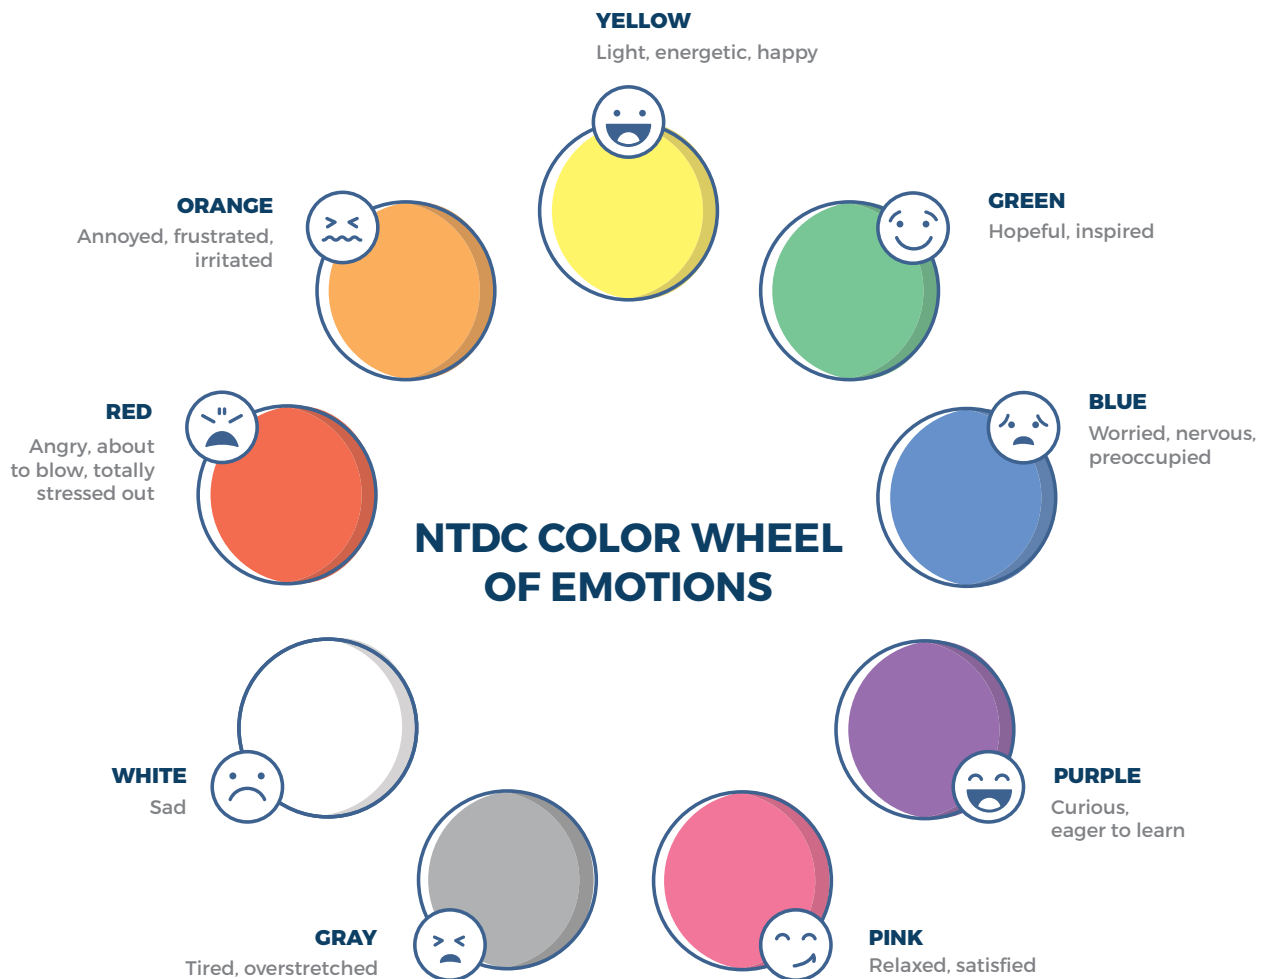 YELLOW
Light, energetic, happy
ORANGE
Annoyed, frustrated,
irritated
GREEN
Hopeful, inspired
RED
Angry, about
to blow, totally
stressed out
BLUE
Worried, nervous,
preoccupied
NTDC COLOR WHEEL
OF EMOTIONS
WHITE
Sad
PURPLE
Curious,
eager to learn
GRAY
Tired, overstretched
PINK
Relaxed, satisfied